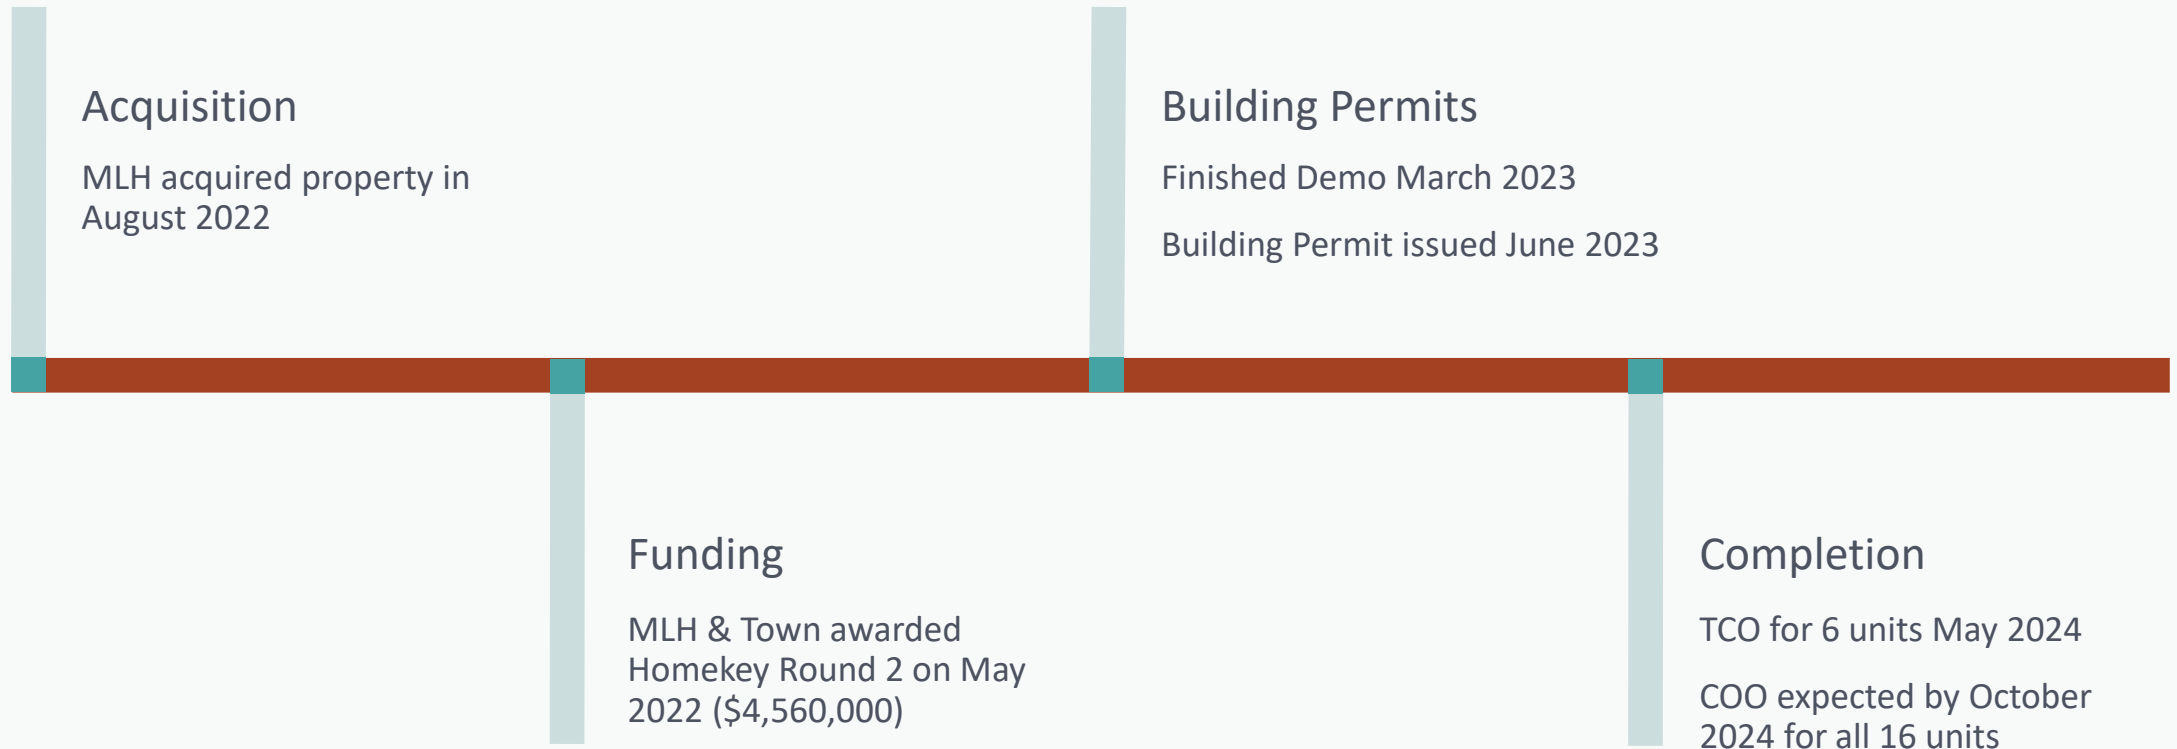 Acquisition
MLH acquired property in
August 2022
Funding
MLH & Town awarded
Homekey Round 2 on May
2022 ($4,560,000)
Building Permits
Finished Demo March 2023
Building Permit issued June 2023
Completion
TCO for 6 units May 2024
COO expected by October
2024 for all 16 units